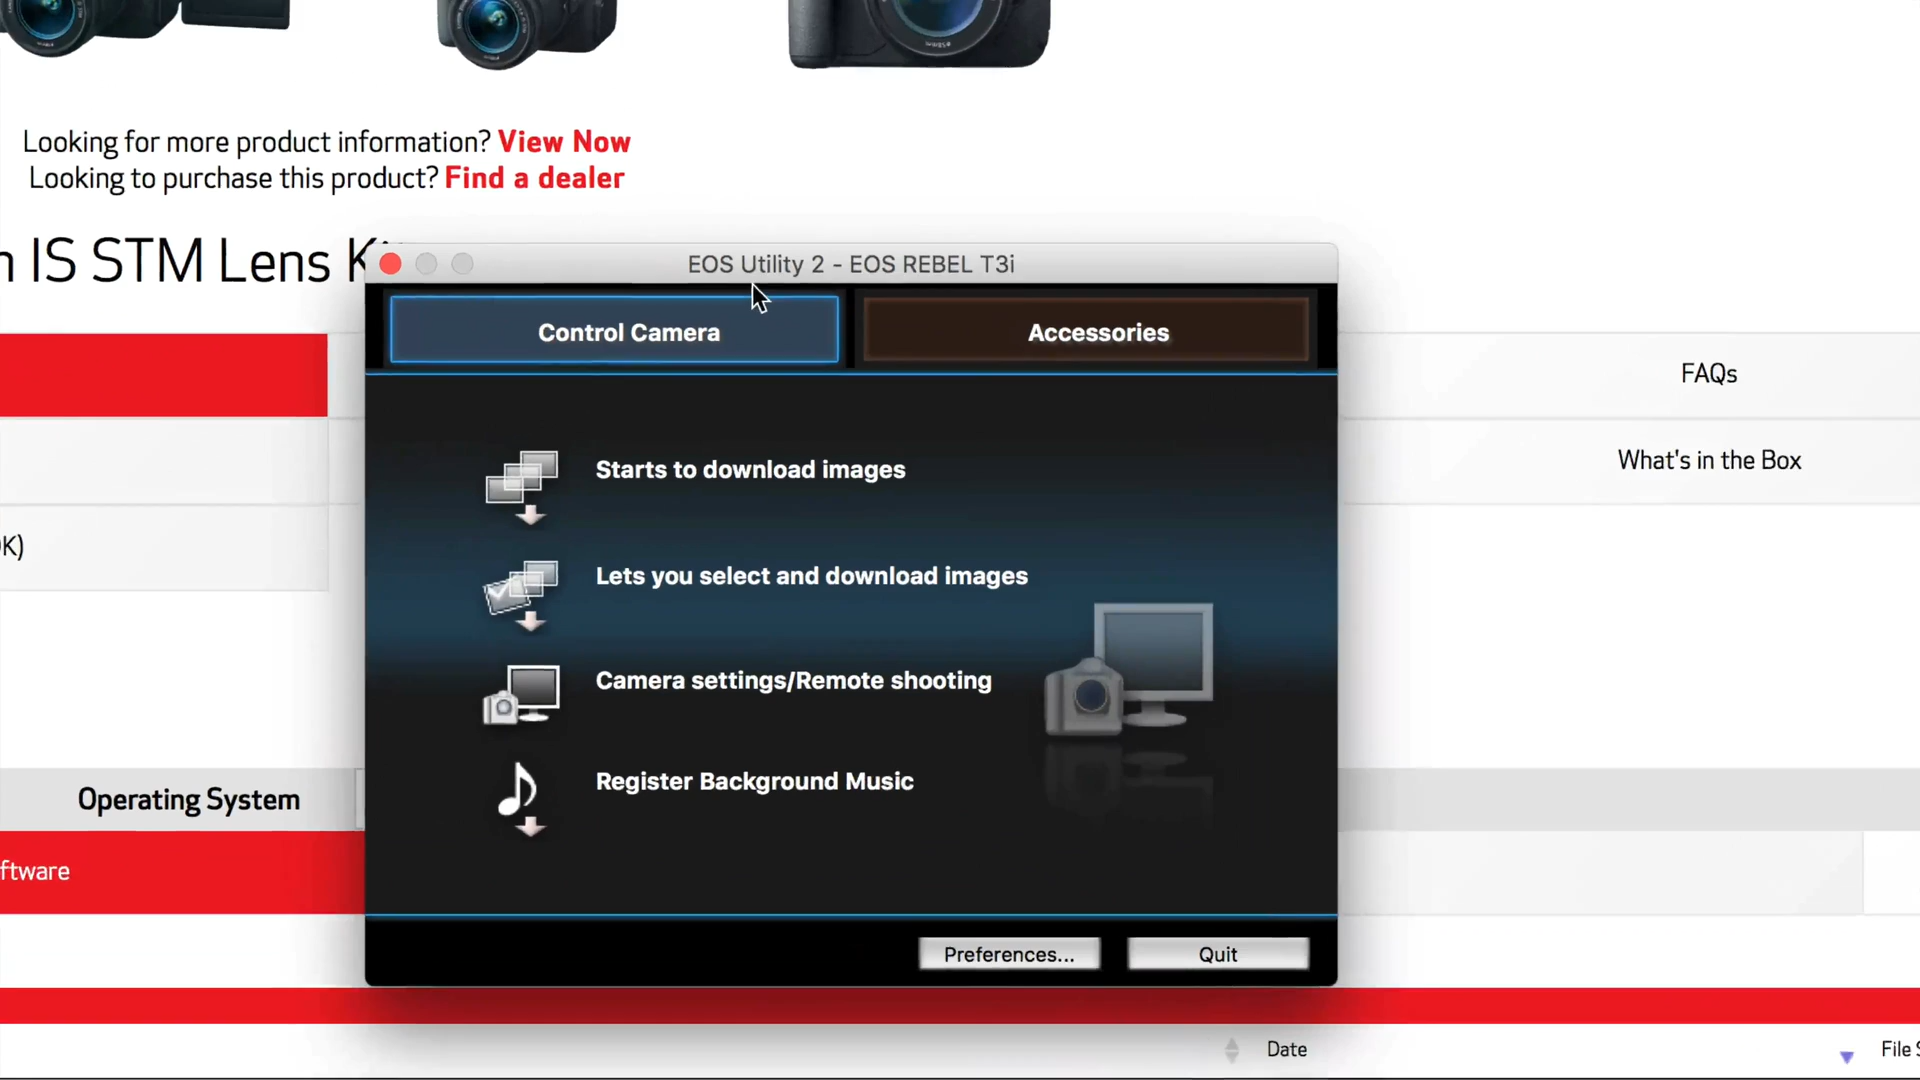 Looking for more product information? View Now
Looking to purchase this product? Find a dealer
IS STM Lens
EOS Utility 2 - EOS REBEL T3i
Control Camera
Accessories
FAQs
Starts to download images
What's in the Box
Lets you select and download images
Camera settings/Remote shooting
Register Background Music
Operating System
ftware
Preferences...
Quit
Date
File